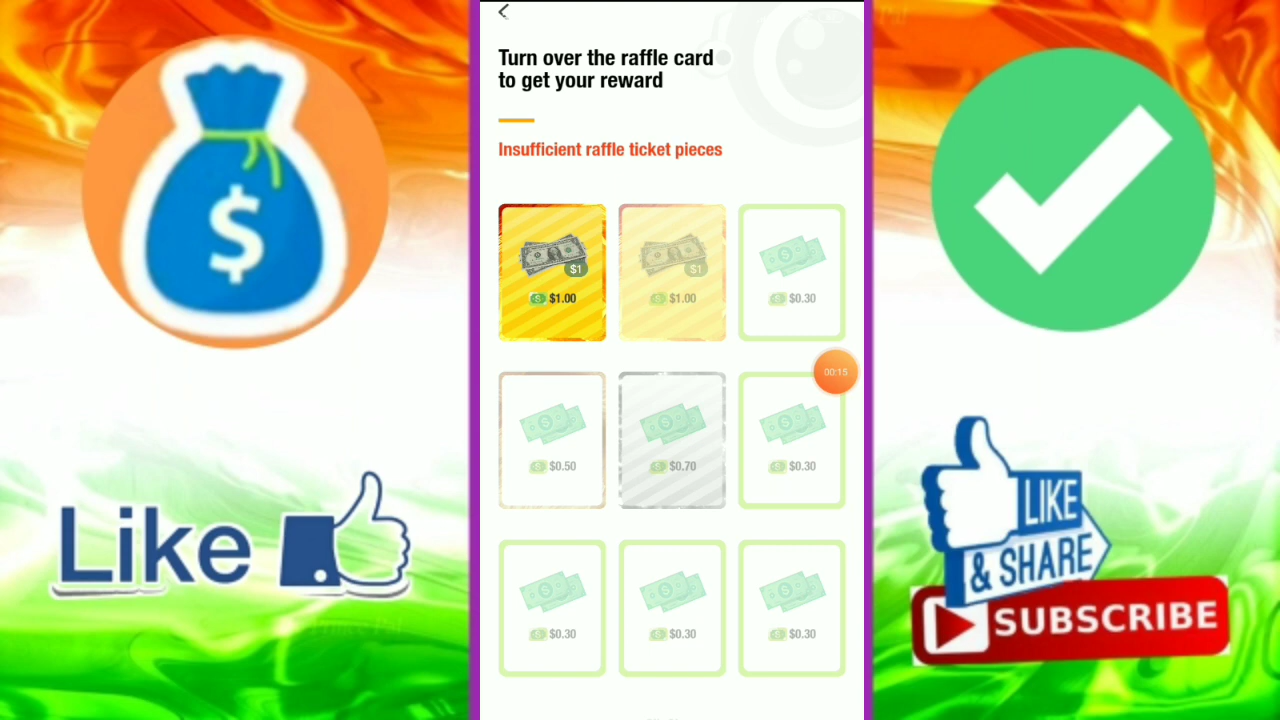 Turn over the raffle card
to get your reward
Insufficient raffle ticket pieces
$
$1
$1.00
$1
$1.00
$0.30
00:15
$0.50
$0.70
$0.30
$0.30
$0.30
$0.30
Like
LIKE
& SHARE
SUBSCRIBE